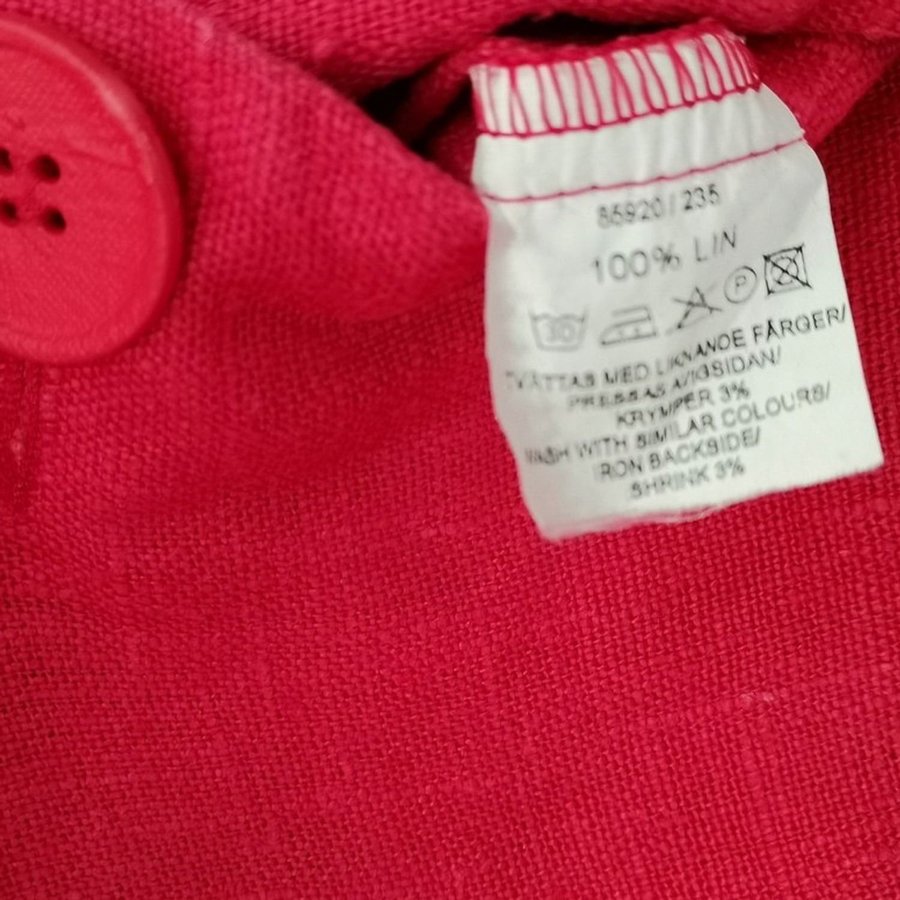 85920/235
100% LIN
30 P
TVÄTTAS MED LIKNANDE FÄRGER/
PRESSAS AVIGSIDAN/
KRYMPER 3%
WASH WITH SIMILAR COLOURS/
IRON BACKSIDE/
SHRINK 3%